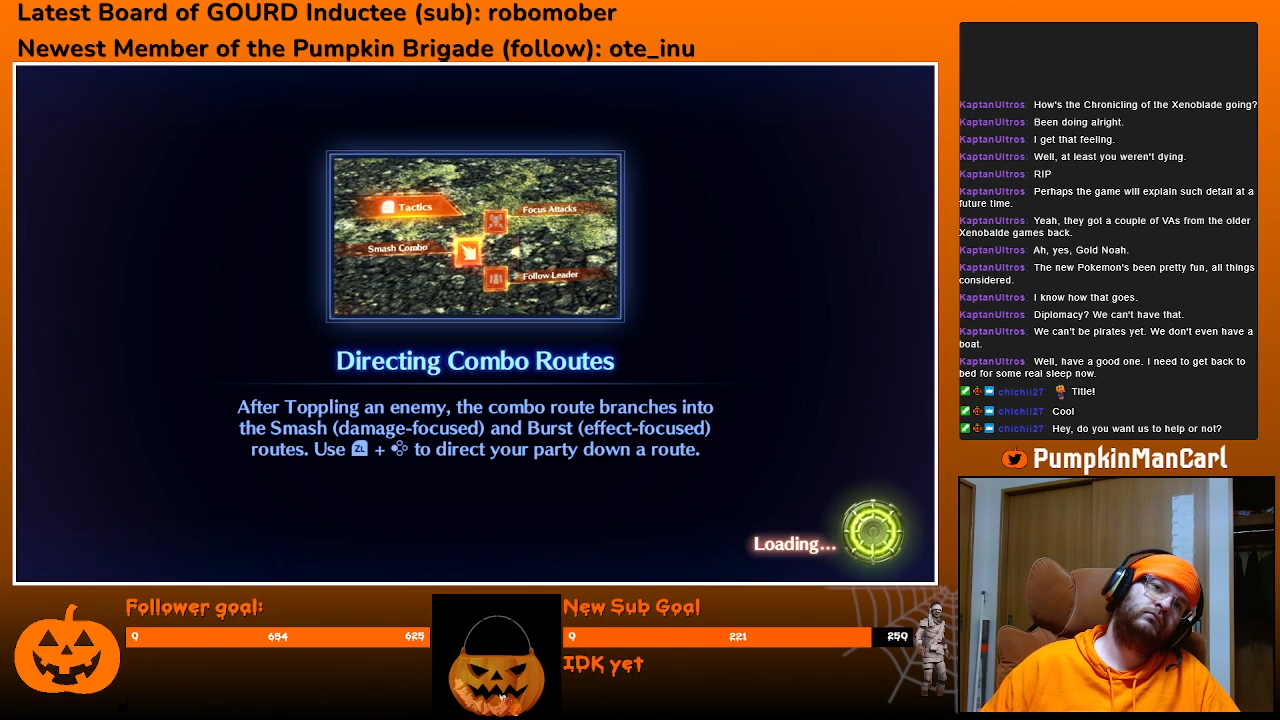 Latest Board of GOURD Inductee (sub): robomober
Newest Member of the Pumpkin Brigade (follow): ote_inu
Tactics
Focus Attacks
Smash Combo
Follow Leader
Directing Combo Routes
After Toppling an enemy, the combo route branches into
the Smash (damage-focused) and Burst (effect-focused)
routes. Use ZL + to direct your party down a route.
Loading...
KaptanUltros: How's the Chronicling of the Xenoblade going?
KaptanUltros: Been doing alright.
KaptanUltros: I get that feeling.
KaptanUltros: Well, at least you weren't dying.
KaptanUltros: RIP
KaptanUltros: Perhaps the game will explain such detail at a
future time.
KaptanUltros: Yeah, they got a couple of VAs from the older
Xenobalde games back.
KaptanUltros: Ah, yes, Gold Noah.
KaptanUltros: The new Pokemon's been pretty fun, all things
considered.
KaptanUltros: I know how that goes.
KaptanUltros: Diplomacy? We can't have that.
KaptanUltros: We can't be pirates yet. We don't even have a
boat.
KaptanUltros: Well, have a good one. I need to get back to
bed for some real sleep now.
chichii27: Title!
chichii27: Cool
chichii27: Hey, do you want us to help or not?
PumpkinManCarl
Follower goal:
0 654 625
New Sub Goal
0 221 250
IDK yet